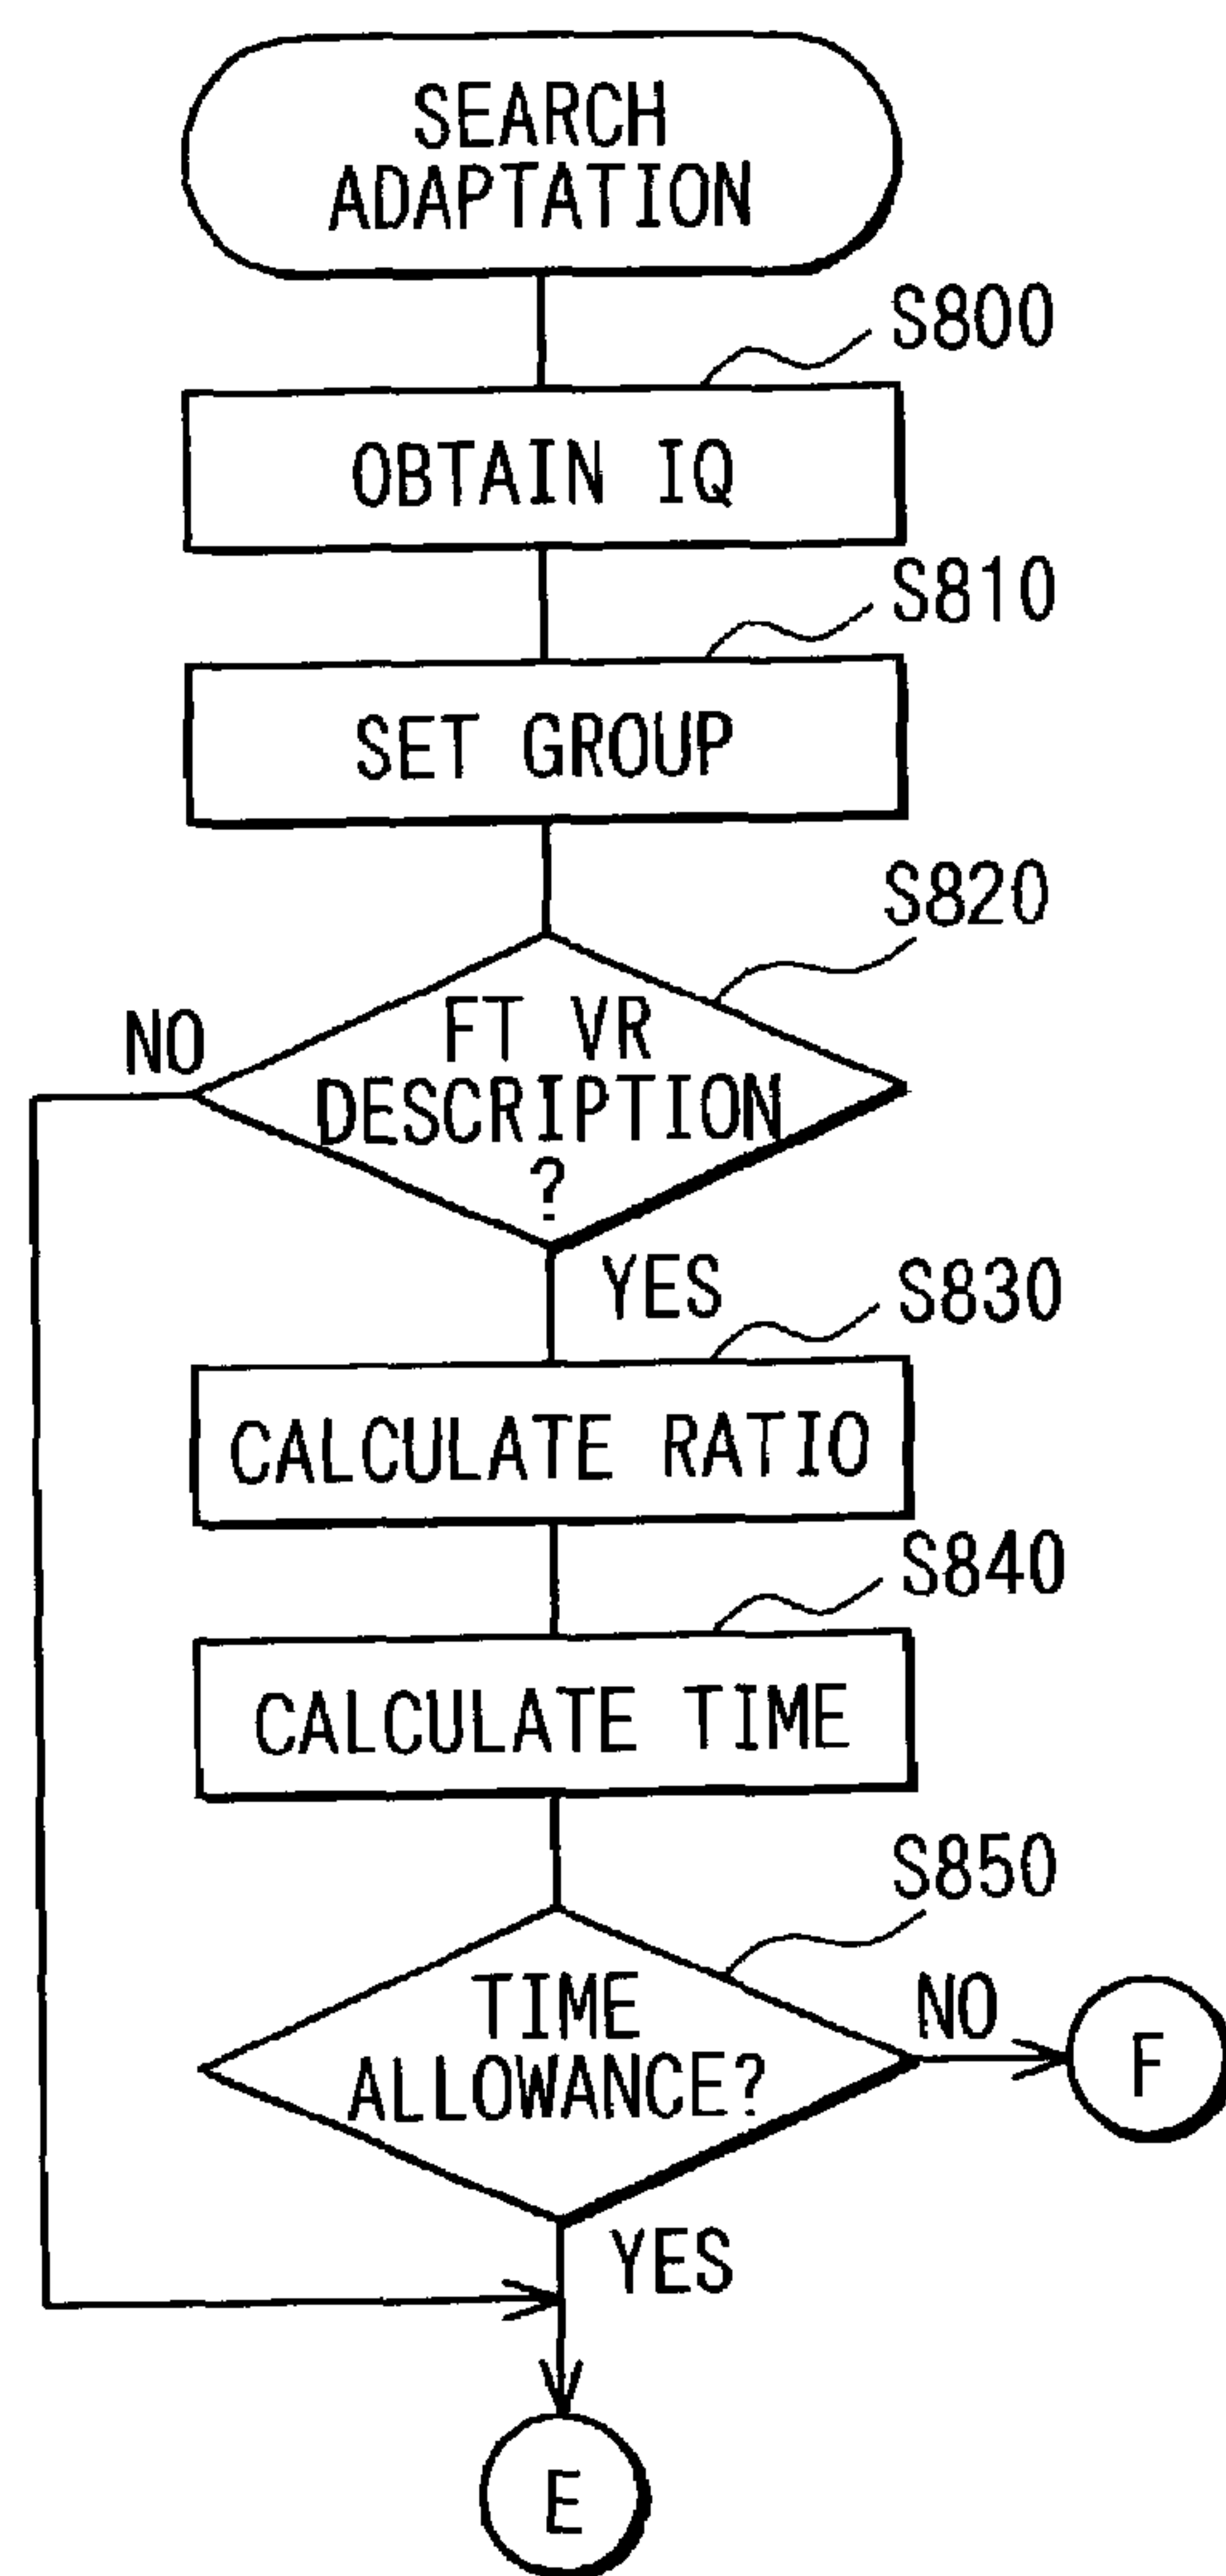 SEARCH
ADAPTATION
S800
OBTAIN IQ
S810
SET GROUP
S820
NO
FT VR
DESCRIPTION
?
YES
S830
CALCULATE RATIO
S840
CALCULATE TIME
S850
TIME
ALLOWANCE?
NO
F
YES
E